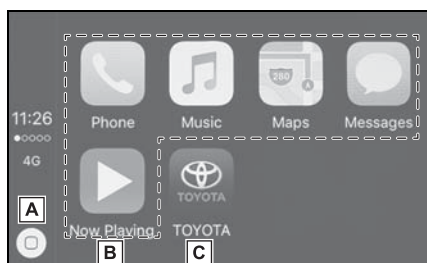 280
Phone Music Maps Messages
11:26
4G
TOYOTA
A
Now Playing TOYOTA
B C